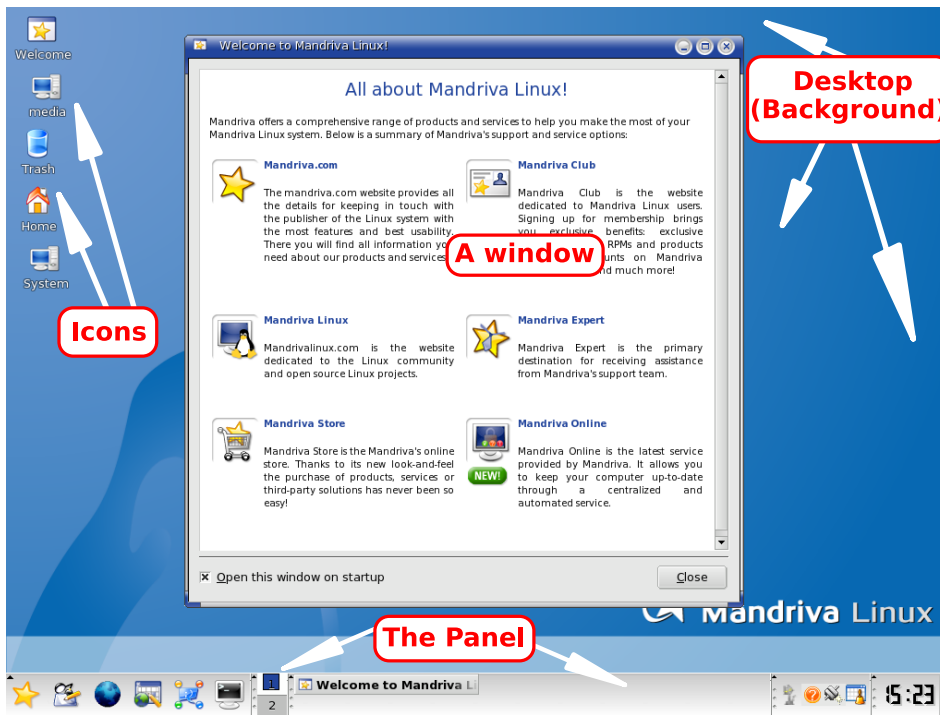 Welcome
media
Trash
Home
System
Icons
Welcome to Mandriva Linux!
All about Mandriva Linux!
Mandriva offers a comprehensive range of products and services to help you make the most of your
Mandriva Linux system. Below is a summary of Mandriva's support and service options:
Mandriva.com
The mandriva.com website provides all
the details for keeping in touch with
the publisher of the Linux system with
the most features and best usability.
There you will find all information
need about our products and services
Mandriva Club
Mandriva Club is the website
dedicated to Mandriva Linux users.
Signing up for membership brings
you exclusive benefits: exclusive
RPMs and products
on Mandriva
much more!
A window
Mandriva Linux
Mandrivalinux.com is the website
dedicated to the Linux community
and open source Linux projects.
Mandriva Expert
Mandriva Expert is the primary
destination for receiving assistance
from Mandriva's support team.
Mandriva Store
Mandriva Store is the Mandriva's online
store. Thanks to its new look-and-feel
the purchase of products, services or
third-party solutions has never been so
easy!
Mandriva Online
NEW!
Mandriva Online is the latest service
provided by Mandriva. It allows you
to keep your computer up-to-date
through a centralized and
automated service.
Open this window on startup
Close
Desktop
(Background)
Mandriva Linux
The Panel
1
2
Welcome to Mandriva Li
15:23